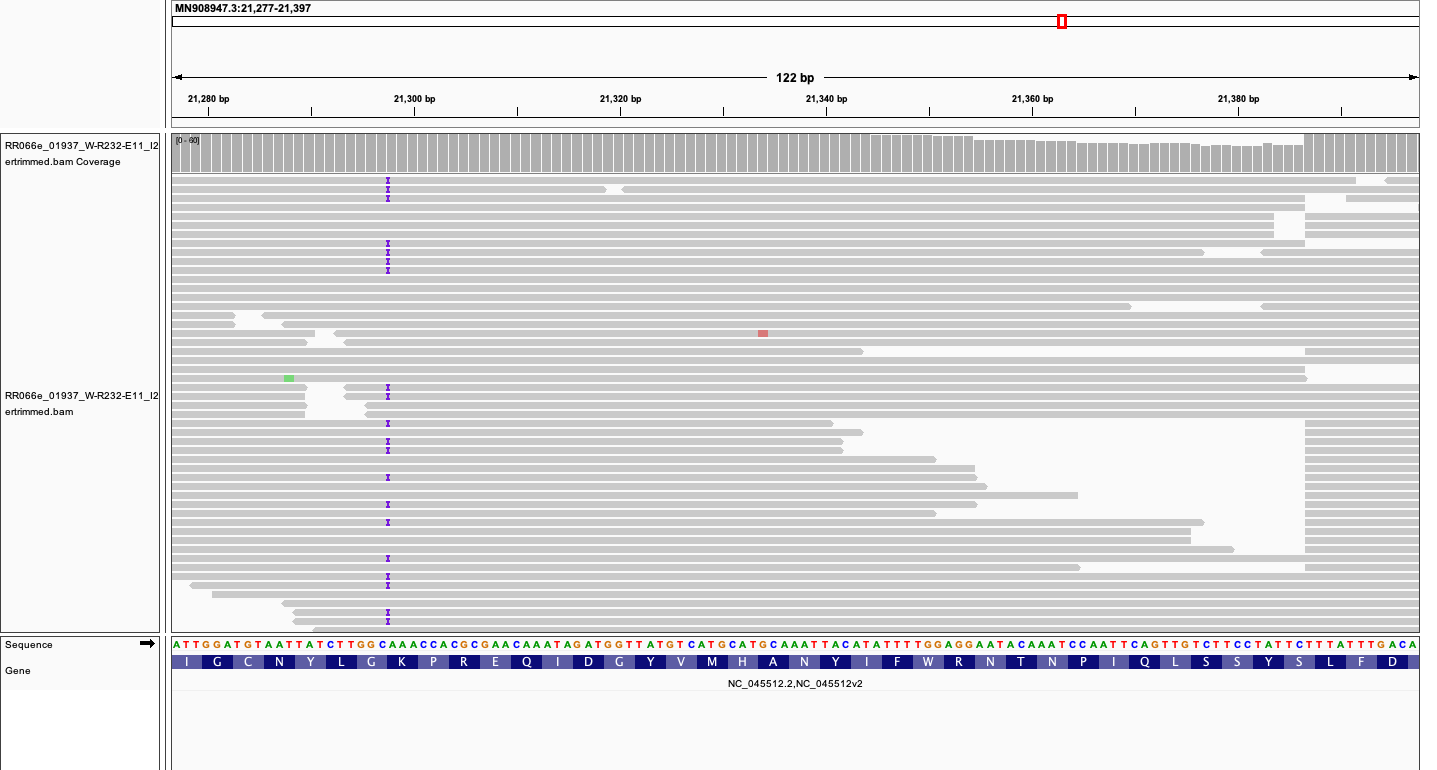 MN908947.3:21,277-21,397
122 bp
21,280 bp 21,300 bp 21,320 bp 21,340 bp 21,360 bp 21,380 bp
[0 - 60]
RR066e_01937_W-R232-E11_I2
ertrimmed.bam Coverage
RR066e_01937_W-R232-E11_I2
ertrimmed.bam
Sequence
A T T G G A T G T A A T T A T C T T G G C A A A C C A C G C G A A C A A A T A G A T G G T T A T G T C A T G C A T G C A A A T T A C A T A T T T T G G A G G A A T A C A A A T C C A A T T C A G T T G T C T T C C T A T T C T T T A T T T G A C A
Gene
I G C N Y L G K P R E Q I D G Y V M H A N Y I F W R N T N P I Q L S S Y S L F D
NC_045512.2,NC_045512v2